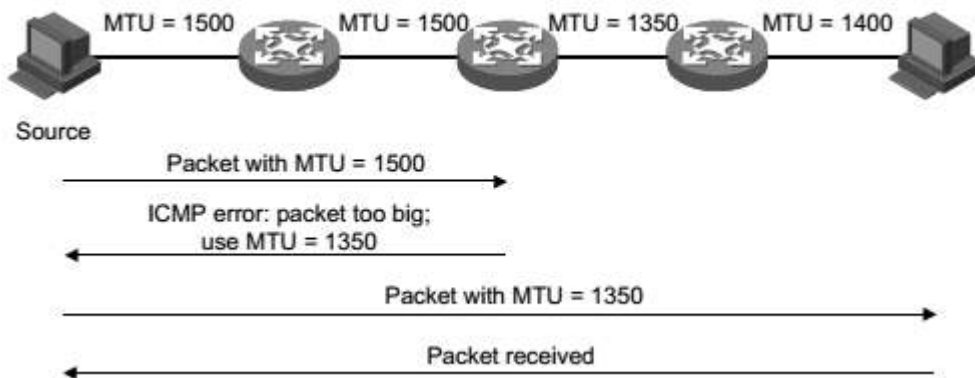 MTU = 1500 MTU = 1500 MTU = 1350 MTU = 1400
Source
Packet with MTU = 1500
ICMP error: packet too big;
use MTU = 1350
Packet with MTU = 1350
Packet received